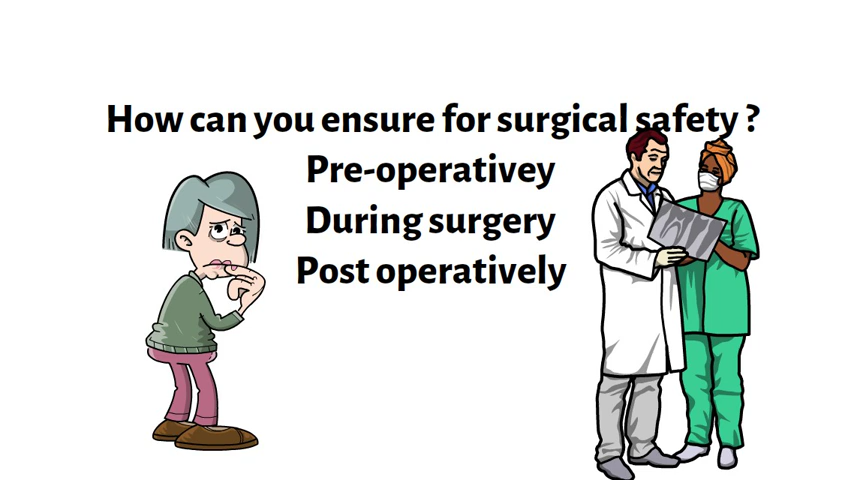 How can you ensure for surgical safety ?
Pre-operativey
During surgery
Post operatively